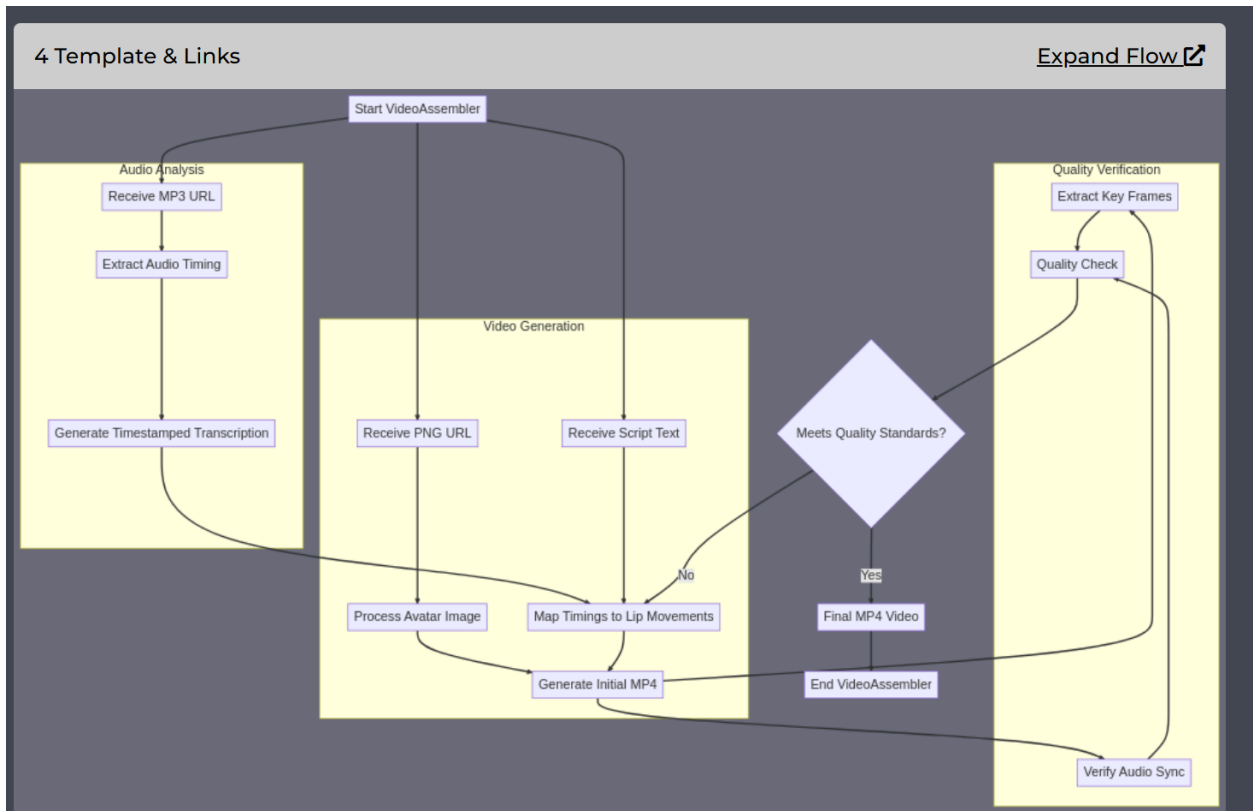 4 Template & Links
Expand Flow
Start VideoAssembler
Audio Analysis
Quality Verification
Receive MP3 URL
Extract Key Frames
Extract Audio Timing
Quality Check
Video Generation
Generate Timestamped Transcription
Receive PNG URL
Receive Script Text
Meets Quality Standards?
No
Yes
Process Avatar Image
Map Timings to Lip Movements
Final MP4 Video
Generate Initial MP4
End VideoAssembler
Verify Audio Sync